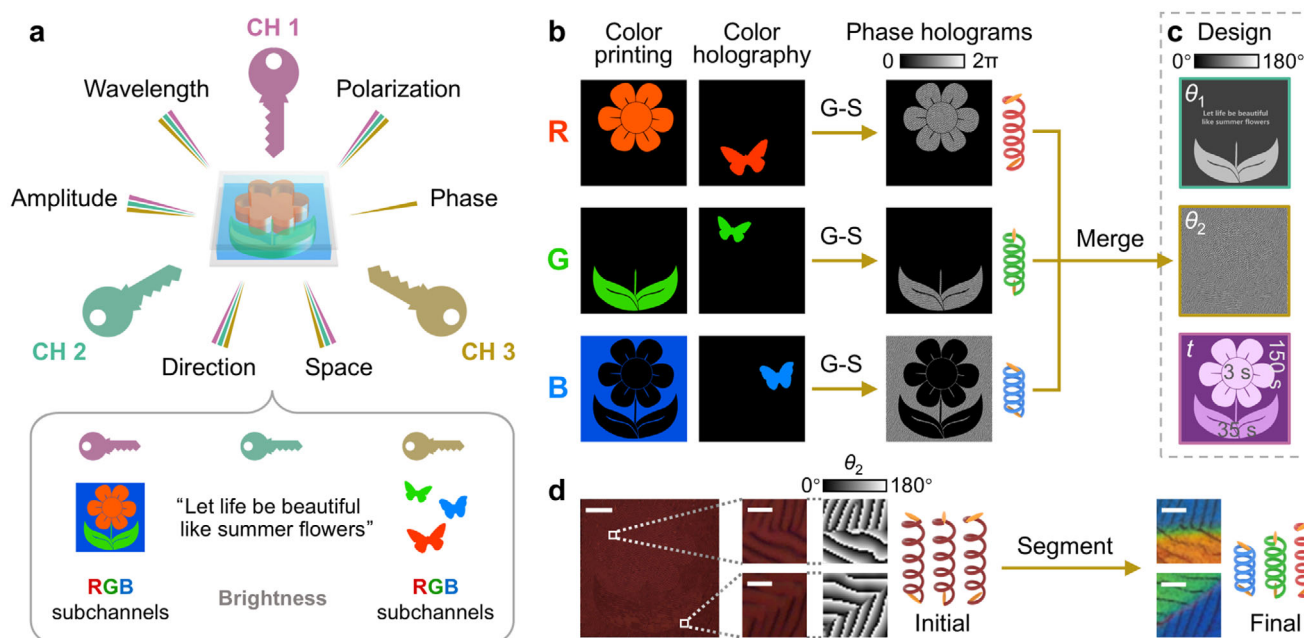 a
CH 1
Wavelength
Polarization
Amplitude
Phase
CH 2
CH 3
Direction
Space
“Let life be beautiful
like summer flowers”
RGB
subchannels
Brightness
RGB
subchannels
b
Color
printing
Color
holography
Phase holograms
0
2π
R
G-S
G
G-S
B
G-S
Merge
c
Design
0°
180°
θ1
Let life be beautiful
like summer flowers
θ2
t
150 s
3 s
35 s
d
θ2
0°
180°
Initial
Segment
Final